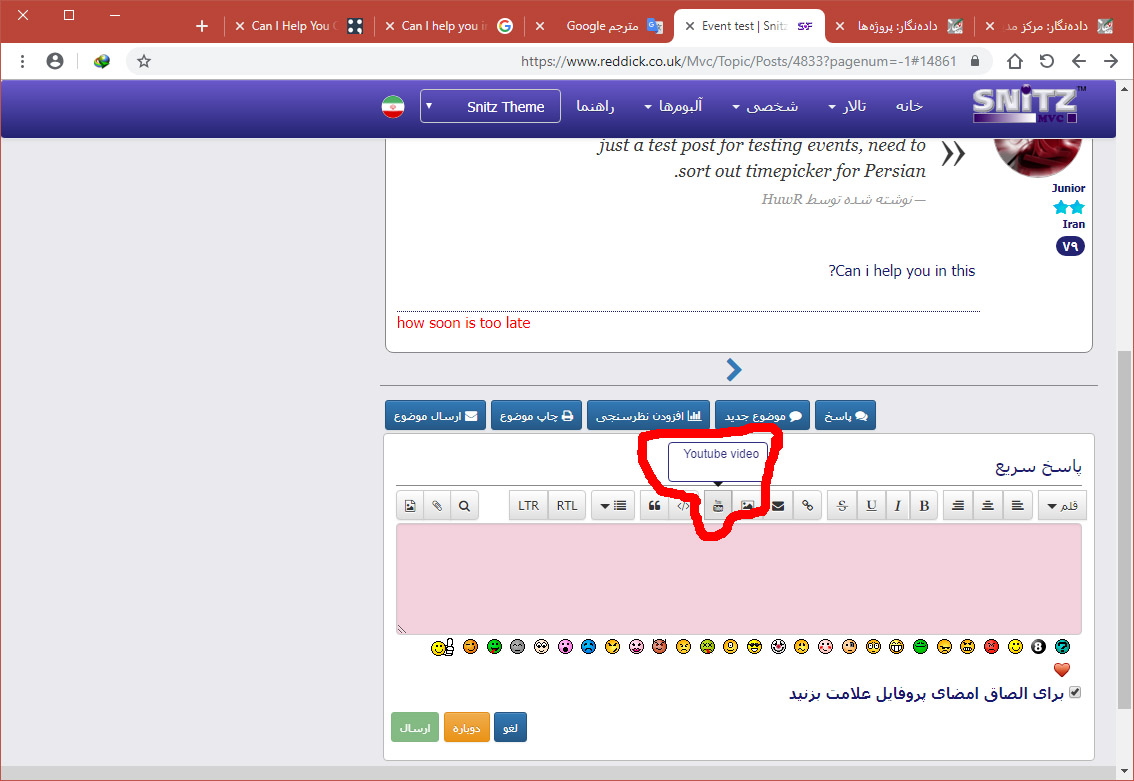 Can I Help You
Can I help you i
مترجم Google
Event test | Snitz
داده‌نگار: پروژه‌ها
داده‌نگار: مرکز مد
https://www.reddick.co.uk/Mvc/Topic/Posts/4833?pagenum=-1#14861
SNITZ™
MVC
خانه
تالار
شخصی
آلبوم‌ها
راهنما
Snitz Theme
just a test post for testing events, need to
.sort out timepicker for Persian
— نوشته شده توسط HuwR
Junior
Iran
۷۹
?Can i help you in this
how soon is too late
پاسخ
موضوع جدید
افزودن نظرسنجی
چاپ موضوع
ارسال موضوع
Youtube video
پاسخ سریع
قلم
B
I
U
S
</>
RTL
LTR
برای الصاق امضای پروفایل علامت بزنید
لغو
دوباره
ارسال